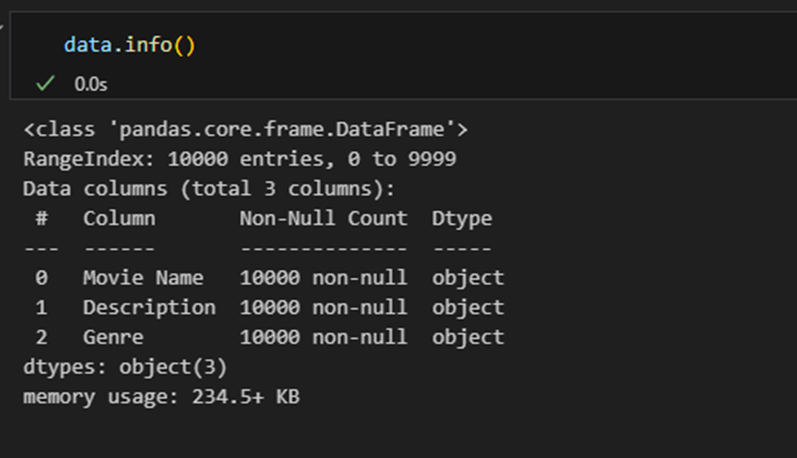 data.info()
✓ 0.0s
<class 'pandas.core.frame.DataFrame'>
RangeIndex: 10000 entries, 0 to 9999
Data columns (total 3 columns):
 #   Column       Non-Null Count  Dtype
---  ------       --------------  -----
 0   Movie Name   10000 non-null  object
 1   Description  10000 non-null  object
 2   Genre        10000 non-null  object
dtypes: object(3)
memory usage: 234.5+ KB